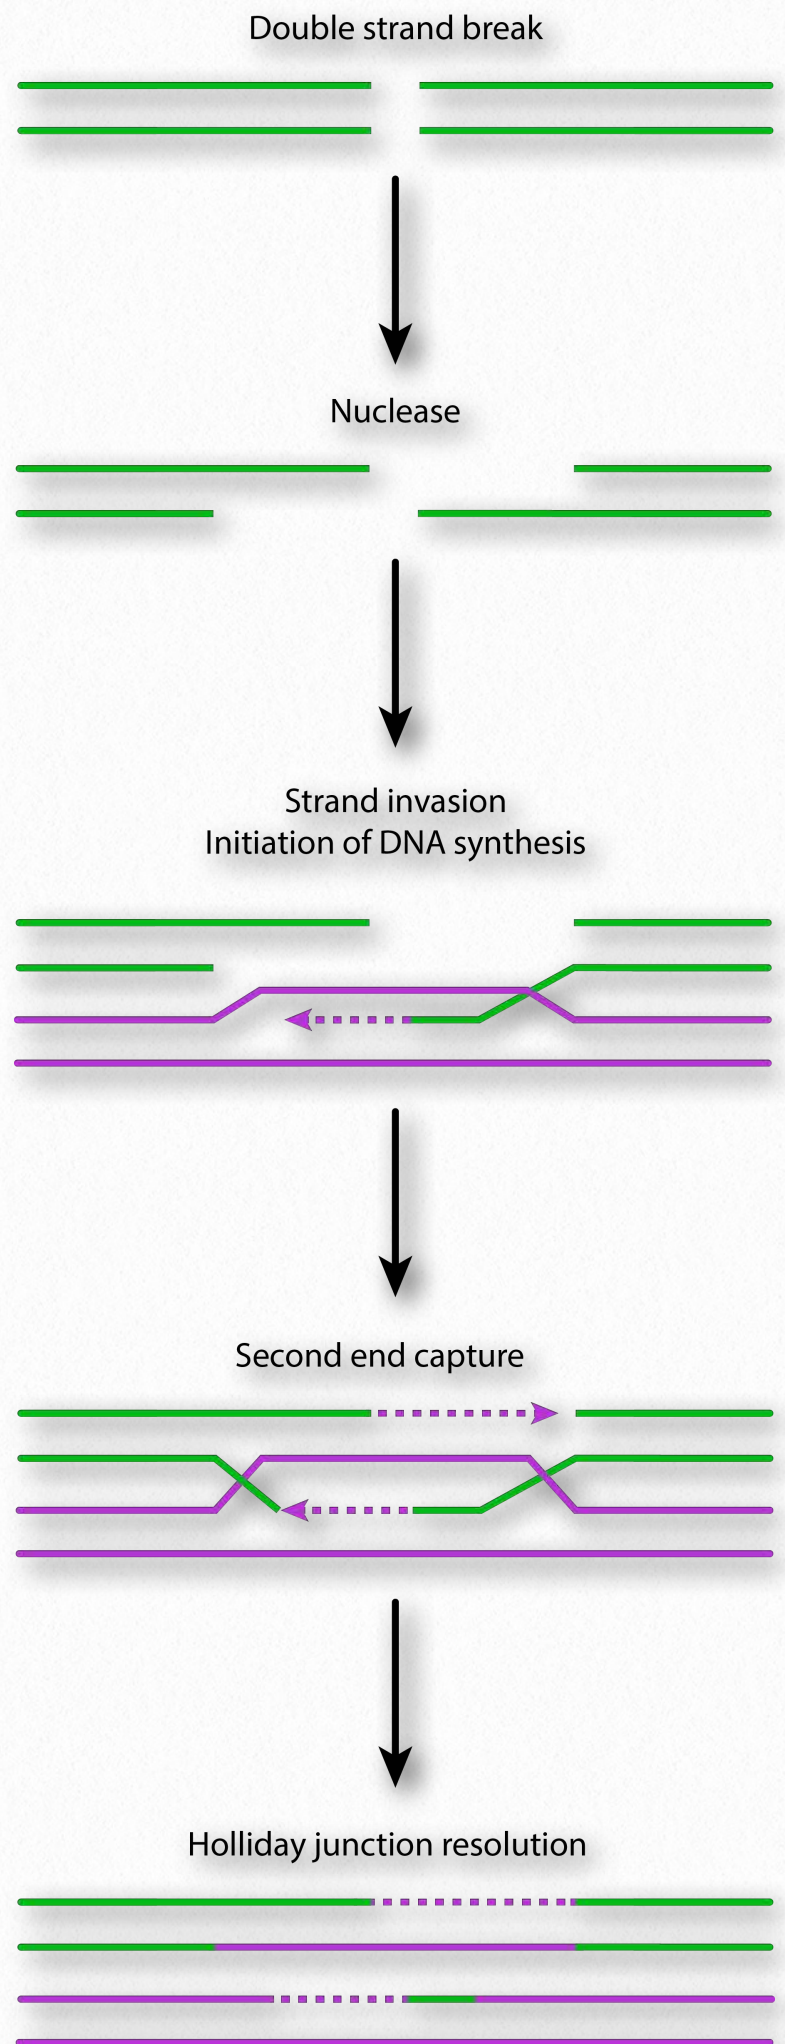 Double strand break
Nuclease
Strand invasion
Initiation of DNA synthesis
Second end capture
Holliday junction resolution